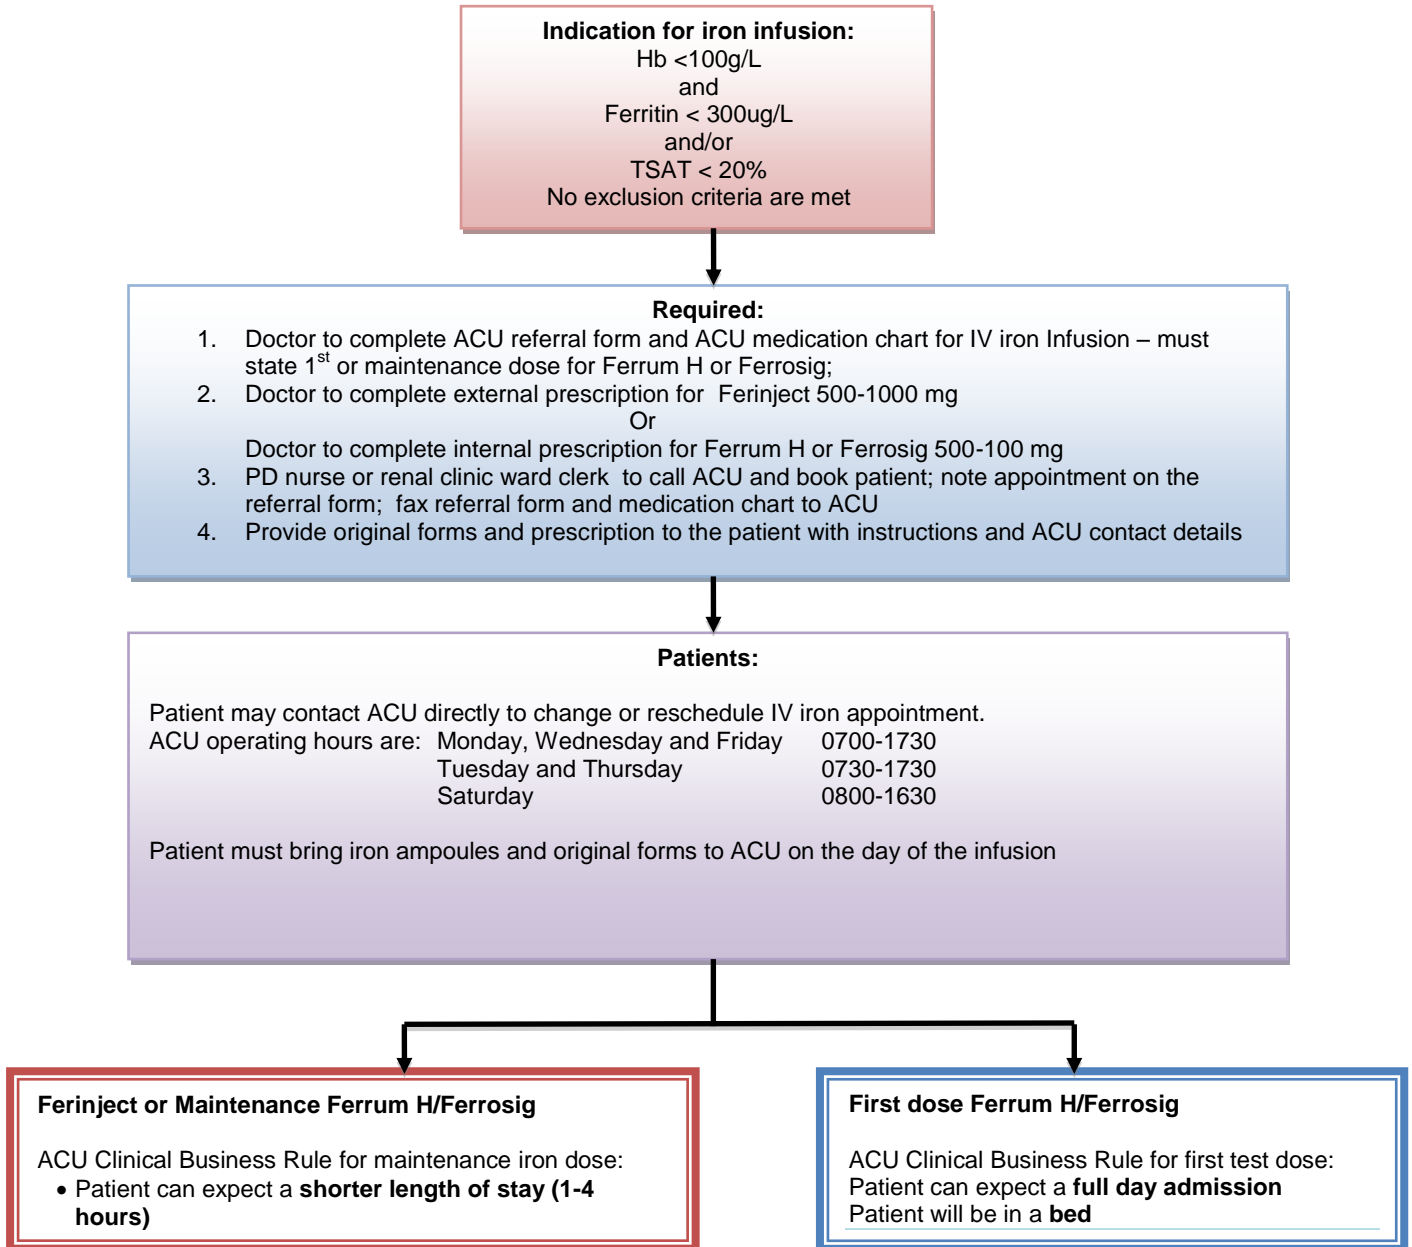 Indication for iron infusion:
Hb <100g/L
and
Ferritin < 300ug/L
and/or
TSAT < 20%
No exclusion criteria are met
Required:
1. Doctor to complete ACU referral form and ACU medication chart for IV iron Infusion – must
state 1st or maintenance dose for Ferrum H or Ferrosig;
2. Doctor to complete external prescription for Ferinject 500-1000 mg
Or
Doctor to complete internal prescription for Ferrum H or Ferrosig 500-100 mg
3. PD nurse or renal clinic ward clerk to call ACU and book patient; note appointment on the
referral form; fax referral form and medication chart to ACU
4. Provide original forms and prescription to the patient with instructions and ACU contact details
Patients:
Patient may contact ACU directly to change or reschedule IV iron appointment.
ACU operating hours are: Monday, Wednesday and Friday 0700-1730
Tuesday and Thursday 0730-1730
Saturday 0800-1630
Patient must bring iron ampoules and original forms to ACU on the day of the infusion
Ferinject or Maintenance Ferrum H/Ferrosig
ACU Clinical Business Rule for maintenance iron dose:
• Patient can expect a shorter length of stay (1-4
hours)
First dose Ferrum H/Ferrosig
ACU Clinical Business Rule for first test dose:
Patient can expect a full day admission
Patient will be in a bed